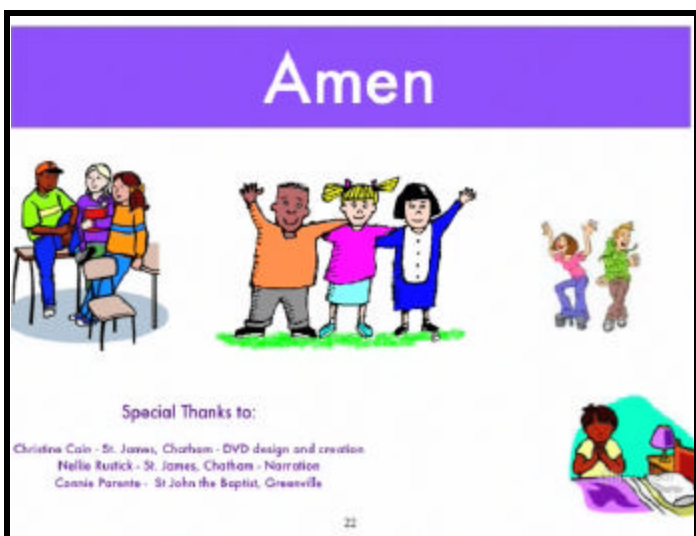 Amen
Special Thanks to:
Christine Cain - St. James, Chatham - DVD design and creation
Nellie Rustick - St. James, Chatham - Narration
Connie Parente - St John the Baptist, Greenville
22